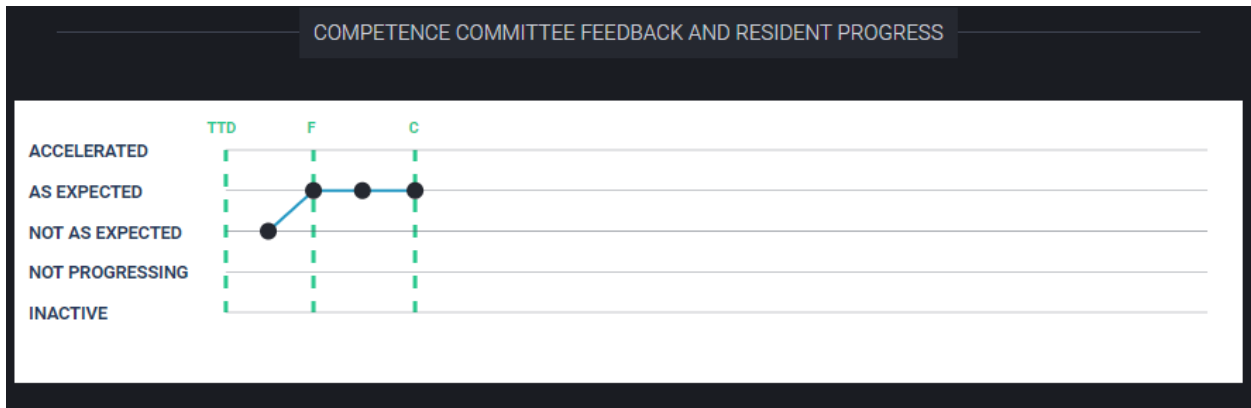 COMPETENCE COMMITTEE FEEDBACK AND RESIDENT PROGRESS
TTD F C
ACCELERATED
AS EXPECTED
NOT AS EXPECTED
NOT PROGRESSING
INACTIVE